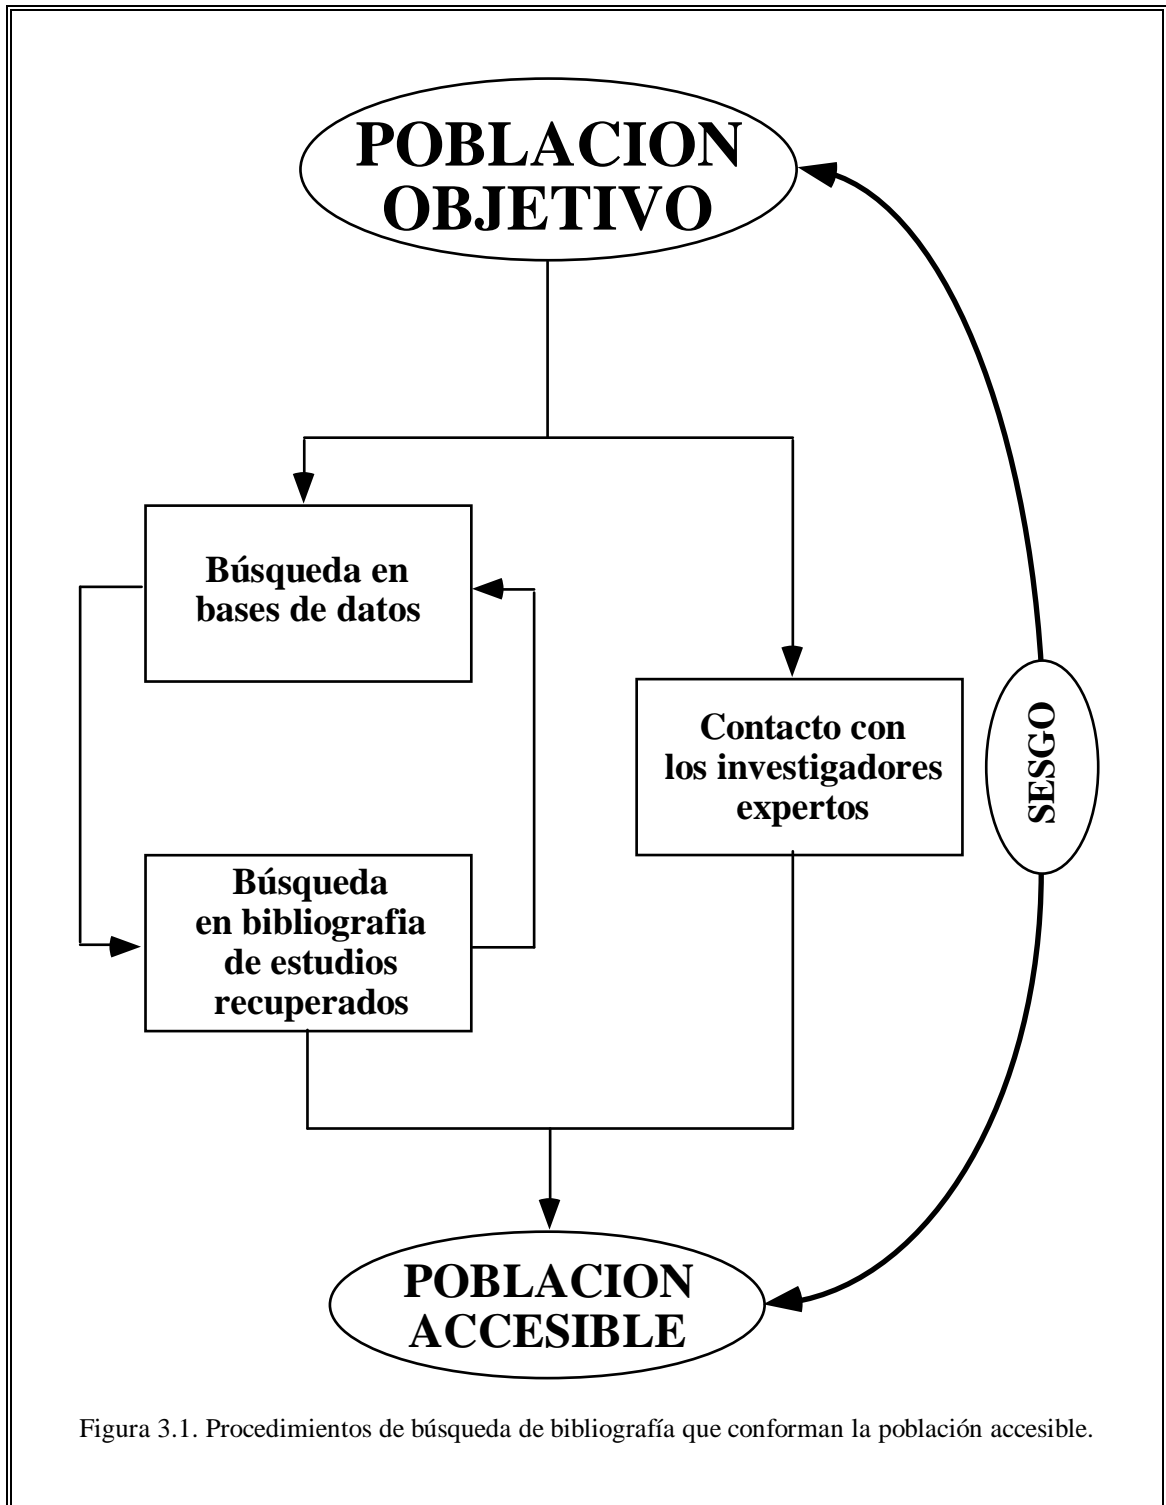 POBLACION
OBJETIVO
Búsqueda en
bases de datos
Contacto con
los investigadores
expertos
SESGO
Búsqueda
en bibliografia
de estudios
recuperados
POBLACION
ACCESIBLE
Figura 3.1. Procedimientos de búsqueda de bibliografía que conforman la población accesible.